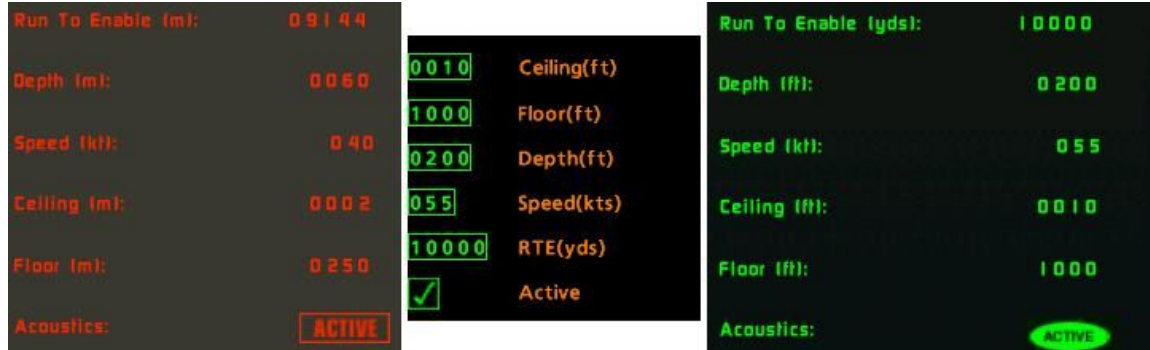 Run To Enable (m): 09144
Depth (m): 0060
Speed (kt): 040
Ceiling (m): 0002
Floor (m): 0250
Acoustics: ACTIVE
0010 Ceiling(ft)
1000 Floor(ft)
0200 Depth(ft)
055 Speed(kts)
10000 RTE(yds)
Active
Run To Enable (yds): 10000
Depth (ft): 0200
Speed (kt): 055
Ceiling (ft): 0010
Floor (ft): 1000
Acoustics: ACTIVE